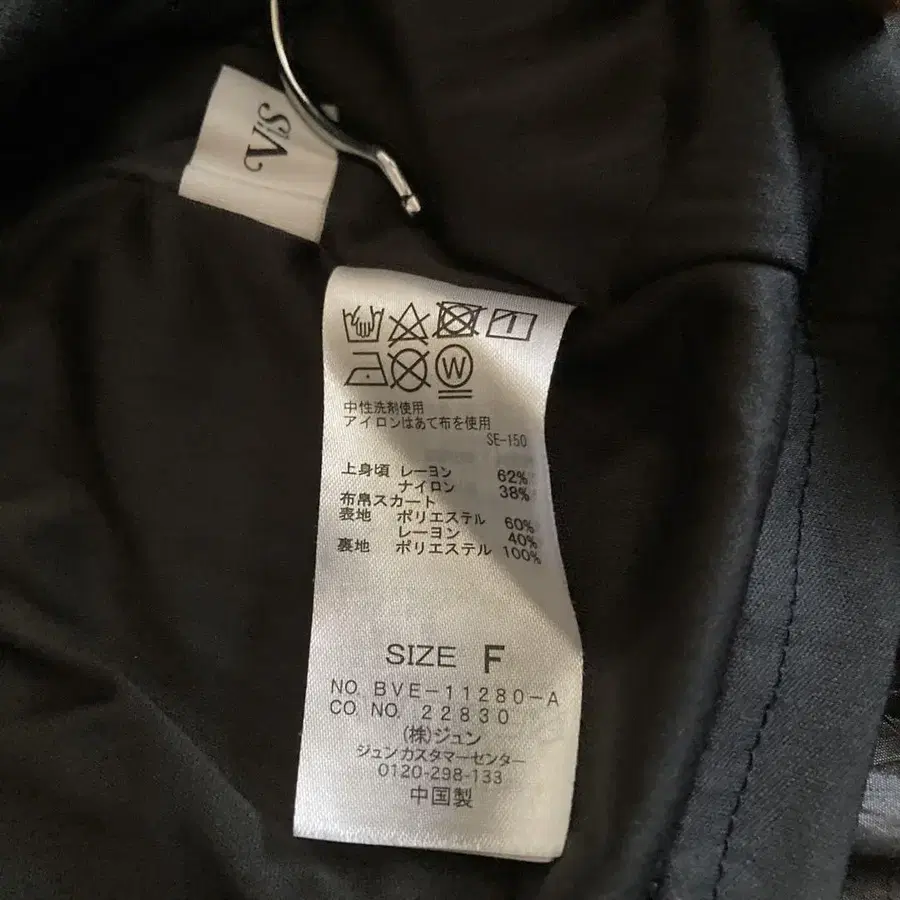 VIS
W
中性洗剤使用
アイロンはあて布を使用
SE-150
上身頃 レーヨン 62%
ナイロン 38%
布帛スカート
表地 ポリエステル 60%
レーヨン 40%
裏地 ポリエステル 100%
SIZE F
NO. BVE-11280-A
CO. NO. 22830
(株)ジュン
ジュンカスタマーセンター
0120-298-133
中国製